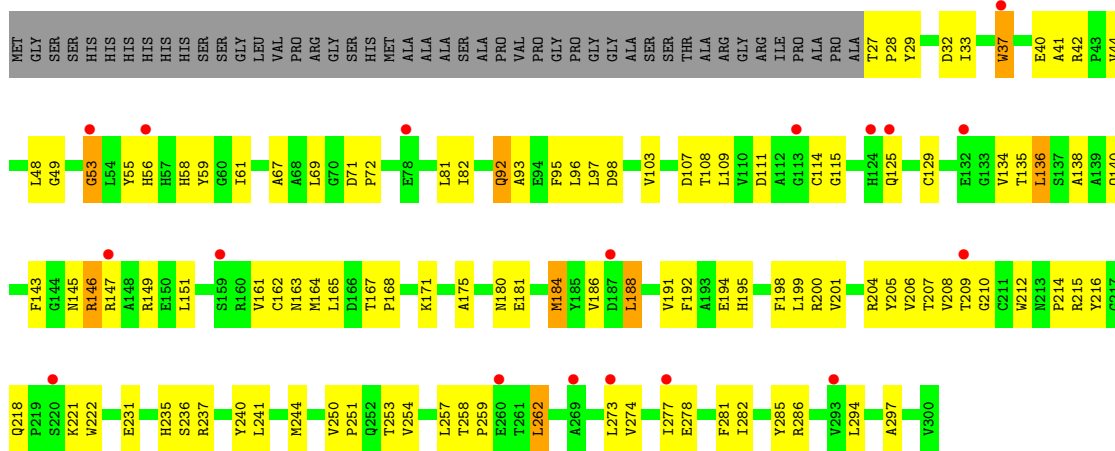 MET GLY SER SER HIS HIS HIS HIS HIS HIS SER SER GLY LEU VAL PRO ARG GLY SER HIS MET ALA ALA ALA SER ALA PRO VAL PRO GLY PRO GLY GLY ALA SER SER THR ALA ARG GLY ARG ILE PRO ALA PRO ALA T27 P28 Y29 D32 I33 W37 E40 A41 R42 P43 V44
L48 G49 G53 L54 Y55 H56 H57 H58 Y59 G60 I61 A67 A68 L69 G70 D71 P72 E78 L81 I82 Q92 A93 E94 F95 L96 L97 D98 V103 D107 T108 L109 V110 D111 A112 G113 C114 G115 H124 Q125 C129 E132 G133 V134 T135 L136 S137 A138 A139
F143 G144 N145 R146 R147 A148 R149 E150 L151 S159 R160 V161 C162 N163 M164 L165 D166 T167 P168 K171 A175 N180 E181 M184 Y185 V186 D187 L188 V191 F192 A193 E194 H195 F198 L199 R200 V201 R204 Y205 V206 T207 V208 T209 G210 C211 W212 N213 P214 R215 Y216
Q218 P219 S220 K221 W222 E231 H235 S236 R237 Y240 L241 M244 V250 P251 Q252 T253 V254 L257 T258 P259 E260 T261 L262 A269 L273 V274 I277 E278 F281 I282 Y285 R286 V293 L294 A297 V300